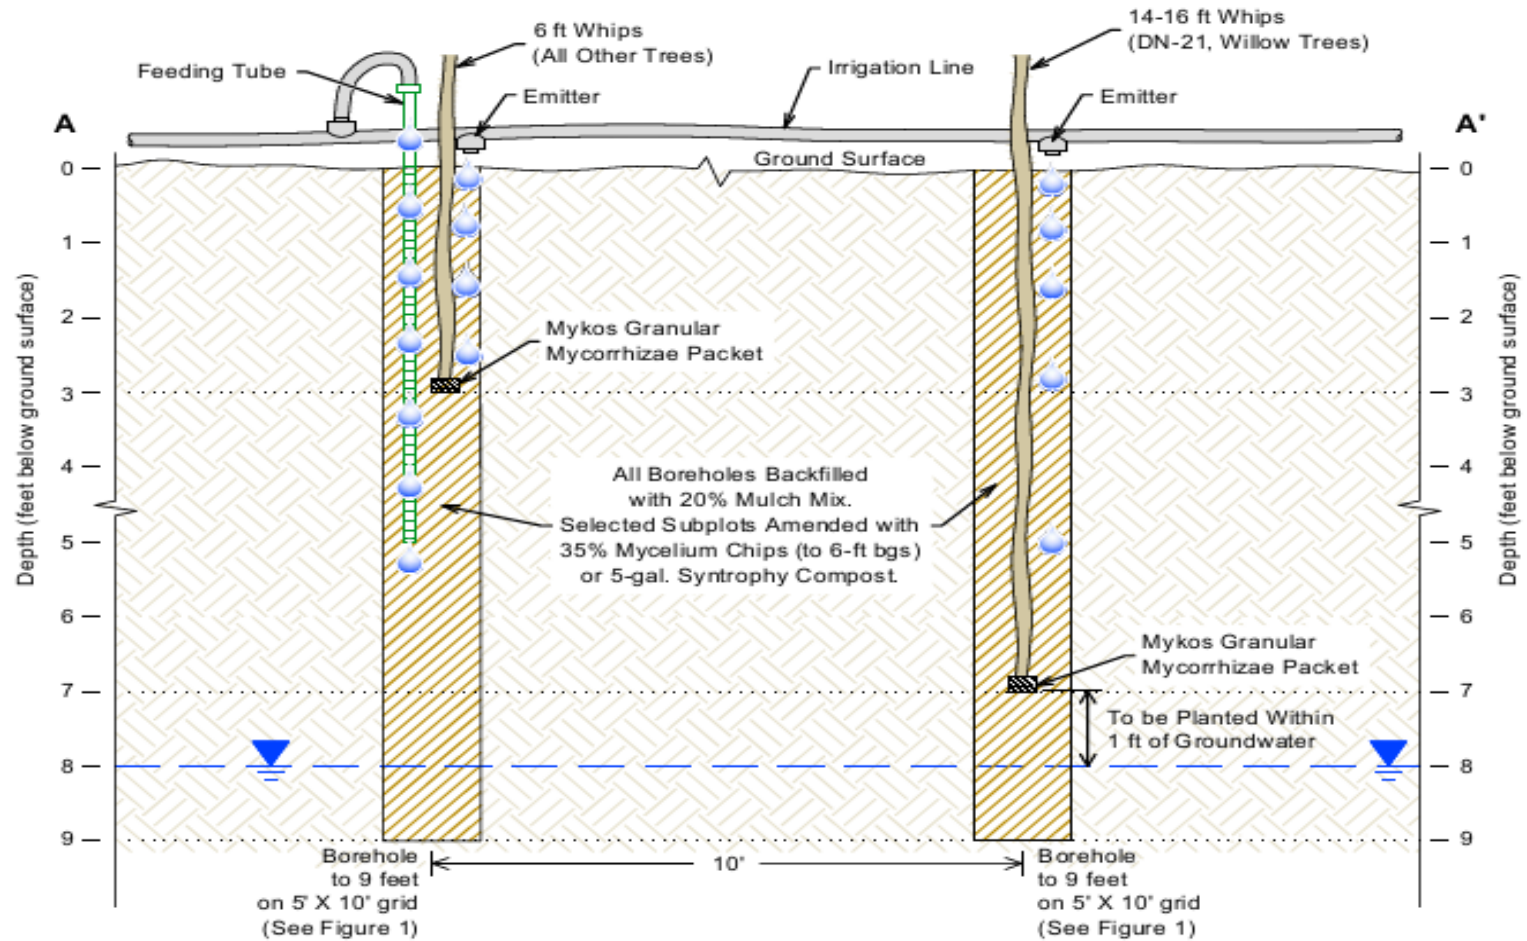 14-16 ft Whips
(DN-21, Willow Trees)
6 ft Whips
(All Other Trees)
Feeding Tube
Irrigation Line
Emitter
Emitter
A
A'
Ground Surface
0
1
2
3
4
5
6
7
8
9
Depth (feet below ground surface)
Mykos Granular
Mycorrhizae Packet
All Boreholes Backfilled
with 20% Mulch Mix.
Selected Subplots Amended with
35% Mycelium Chips (to 6-ft bgs)
or 5-gal. Syntrophy Compost.
Mykos Granular
Mycorrhizae Packet
To be Planted Within
1 ft of Groundwater
0
1
2
3
4
5
6
7
8
9
Depth (feet below ground surface)
Borehole
to 9 feet
on 5' X 10' grid
(See Figure 1)
10'
Borehole
to 9 feet
on 5' X 10' grid
(See Figure 1)